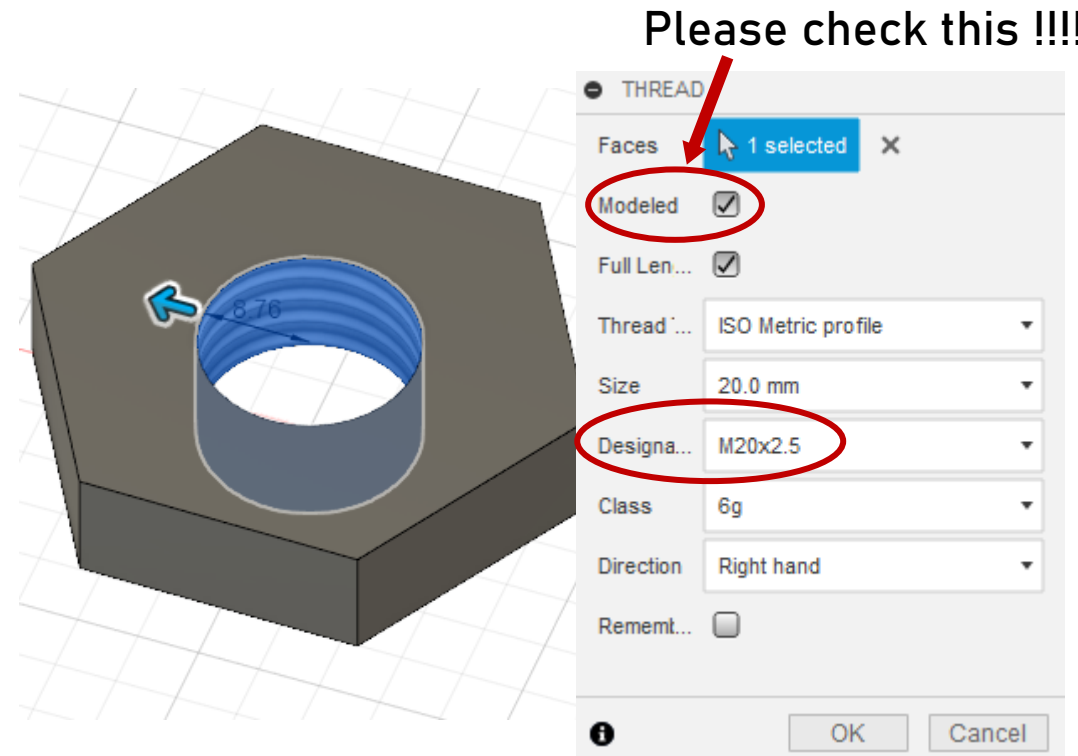 Please check this !!!!
THREAD
Faces 1 selected
Modeled
Full Len...
Thread T... ISO Metric profile
Size 20.0 mm
Designa... M20x2.5
Class 6g
Direction Right hand
Rememt...
OK Cancel
8.76